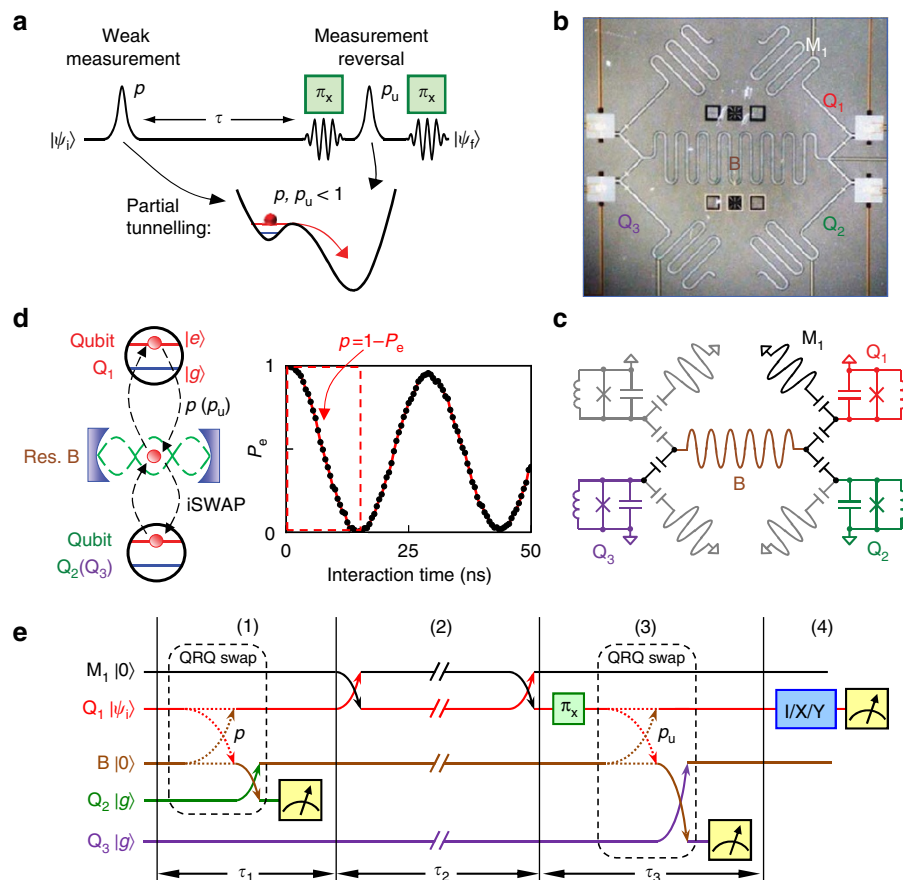 a
Weak
measurement
Measurement
reversal
p
π_x
p_u
π_x
τ
|ψ_i⟩
|ψ_f⟩
p, p_u < 1
Partial
tunnelling:
b
M_1
Q_1
B
Q_3
Q_2
d
Qubit
Q_1
|e⟩
|g⟩
p (p_u)
Res. B
iSWAP
Qubit
Q_2(Q_3)
p = 1 – P_e
1
P_e
0
0
25
50
Interaction time (ns)
c
M_1
Q_1
B
Q_3
Q_2
e
(1)
(2)
(3)
(4)
QRQ swap
QRQ swap
M_1 |0⟩
Q_1 |ψ_i⟩
p
π_x
p_u
I/X/Y
B |0⟩
Q_2 |g⟩
Q_3 |g⟩
τ_1
τ_2
τ_3